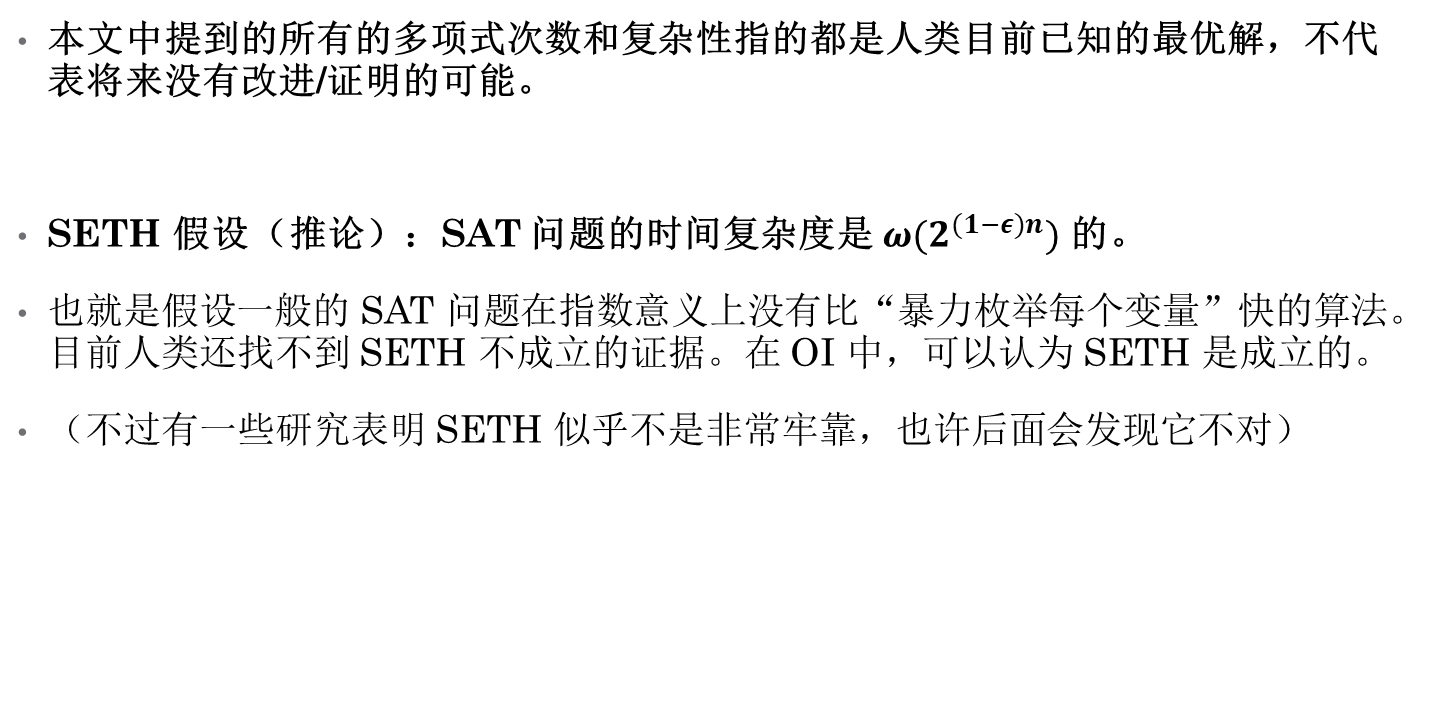 • 本文中提到的所有的多项式次数和复杂性指的都是人类目前已知的最优解，不代
表将来没有改进/证明的可能。
• SETH 假设（推论）：SAT 问题的时间复杂度是 𝝎(𝟐^(𝟏−𝝐)𝒏) 的。
• 也就是假设一般的 SAT 问题在指数意义上没有比“暴力枚举每个变量”快的算法。
目前人类还找不到 SETH 不成立的证据。在 OI 中，可以认为 SETH 是成立的。
• （不过有一些研究表明 SETH 似乎不是非常牢靠，也许后面会发现它不对）